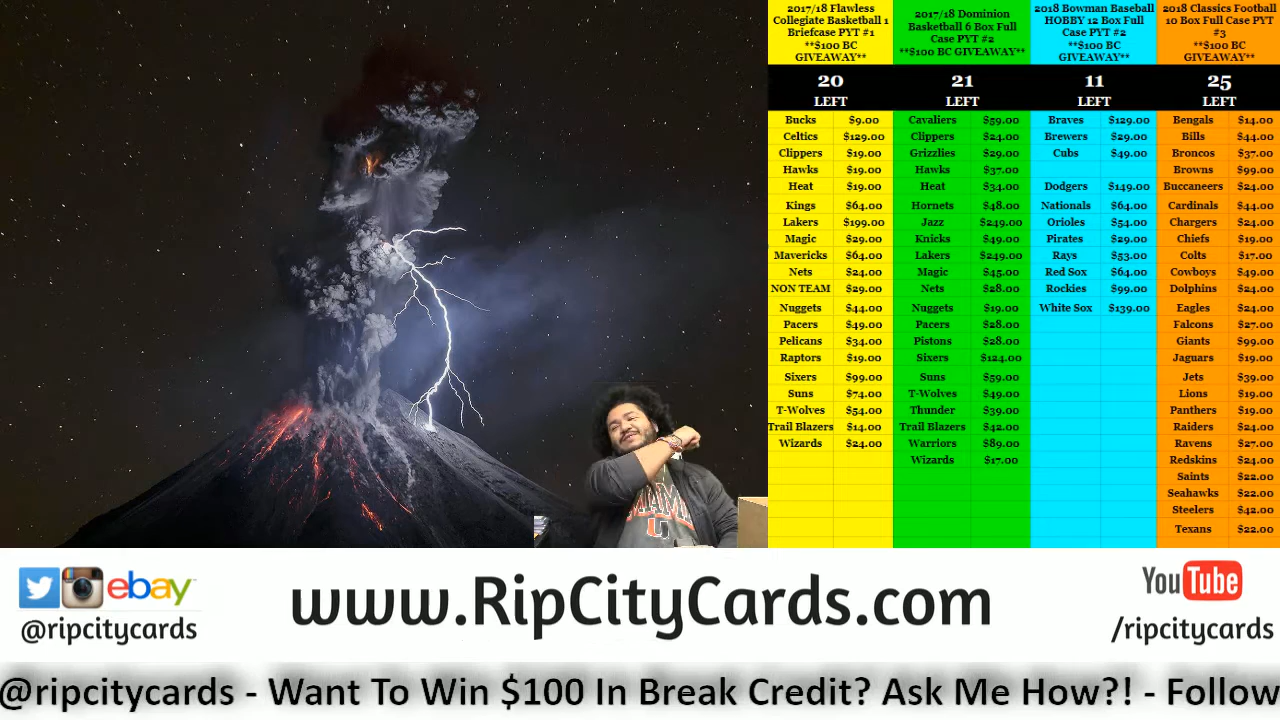 2017/18 Flawless
Collegiate Basketball 1
Briefcase PYT #1
**$100 BC
GIVEAWAY**
20
LEFT
Bucks $9.00
Celtics $129.00
Clippers $19.00
Hawks $19.00
Heat $19.00
Kings $64.00
Lakers $199.00
Magic $29.00
Mavericks $64.00
Nets $24.00
NON TEAM $29.00
Nuggets $44.00
Pacers $49.00
Pelicans $34.00
Raptors $19.00
Sixers $99.00
Suns $74.00
T-Wolves $54.00
Trail Blazers $14.00
Wizards $24.00
2017/18 Dominion
Basketball 6 Box Full
Case PYT #2
**$100 BC GIVEAWAY**
21
LEFT
Cavaliers $59.00
Clippers $24.00
Grizzlies $29.00
Hawks $37.00
Heat $34.00
Hornets $48.00
Jazz $249.00
Knicks $49.00
Lakers $249.00
Magic $45.00
Nets $28.00
Nuggets $19.00
Pacers $28.00
Pistons $28.00
Sixers $124.00
Suns $59.00
T-Wolves $49.00
Thunder $39.00
Trail Blazers $42.00
Warriors $89.00
Wizards $17.00
2018 Bowman Baseball
HOBBY 12 Box Full
Case PYT #2
**$100 BC
GIVEAWAY**
11
LEFT
Braves $129.00
Brewers $29.00
Cubs $49.00
Dodgers $149.00
Nationals $64.00
Orioles $54.00
Pirates $29.00
Rays $53.00
Red Sox $64.00
Rockies $99.00
White Sox $139.00
2018 Classics Football
10 Box Full Case PYT
#3
**$100 BC
GIVEAWAY**
25
LEFT
Bengals $14.00
Bills $44.00
Broncos $37.00
Browns $99.00
Buccaneers $24.00
Cardinals $44.00
Chargers $24.00
Chiefs $19.00
Colts $17.00
Cowboys $49.00
Dolphins $24.00
Eagles $24.00
Falcons $27.00
Giants $99.00
Jaguars $19.00
Jets $39.00
Lions $19.00
Panthers $19.00
Raiders $24.00
Ravens $27.00
Redskins $24.00
Saints $22.00
Seahawks $22.00
Steelers $42.00
Texans $22.00
MIAMI
ebay
@ripcitycards
www.RipCityCards.com
YouTube
/ripcitycards
@ripcitycards - Want To Win $100 In Break Credit? Ask Me How?! - Follow